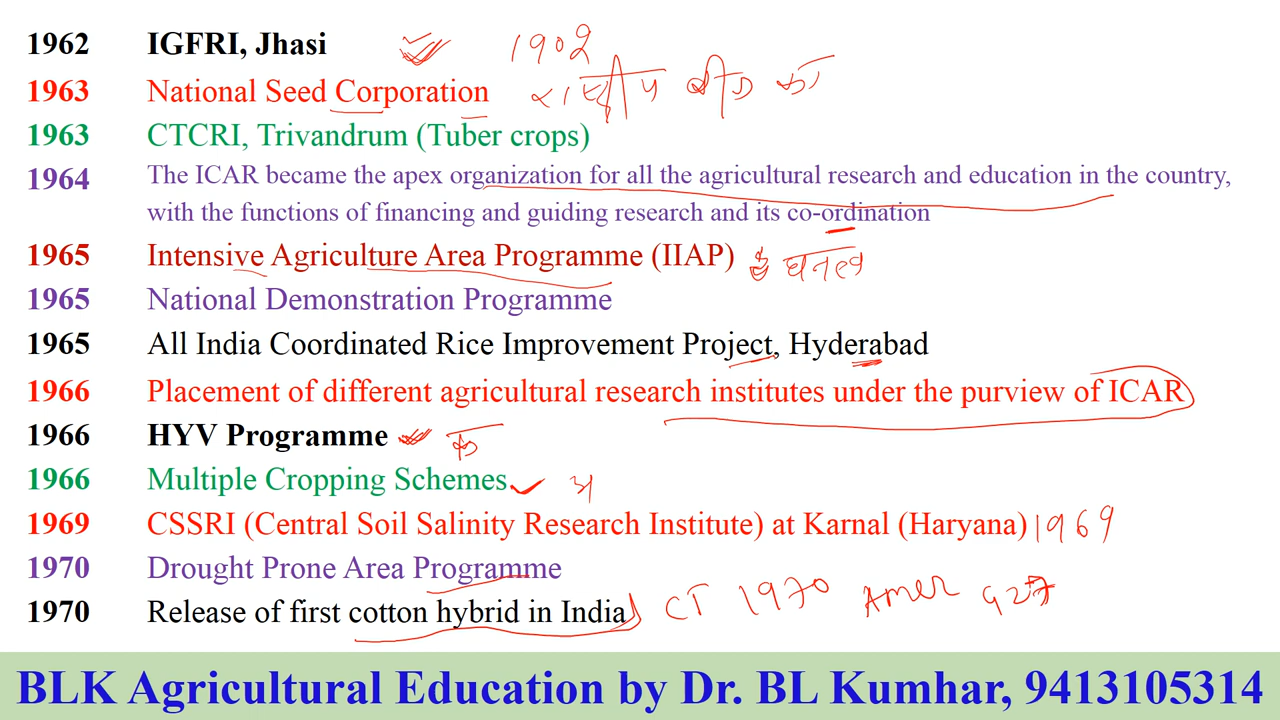 1962 IGFRI, Jhasi 1902
1963 National Seed Corporation
1963 CTCRI, Trivandrum (Tuber crops)
1964 The ICAR became the apex organization for all the agricultural research and education in the country,
with the functions of financing and guiding research and its co-ordination
1965 Intensive Agriculture Area Programme (IIAP)
1965 National Demonstration Programme
1965 All India Coordinated Rice Improvement Project, Hyderabad
1966 Placement of different agricultural research institutes under the purview of ICAR
1966 HYV Programme
1966 Multiple Cropping Schemes
1969 CSSRI (Central Soil Salinity Research Institute) at Karnal (Haryana) 1969
1970 Drought Prone Area Programme
1970 Release of first cotton hybrid in India CT 1970
BLK Agricultural Education by Dr. BL Kumhar, 9413105314